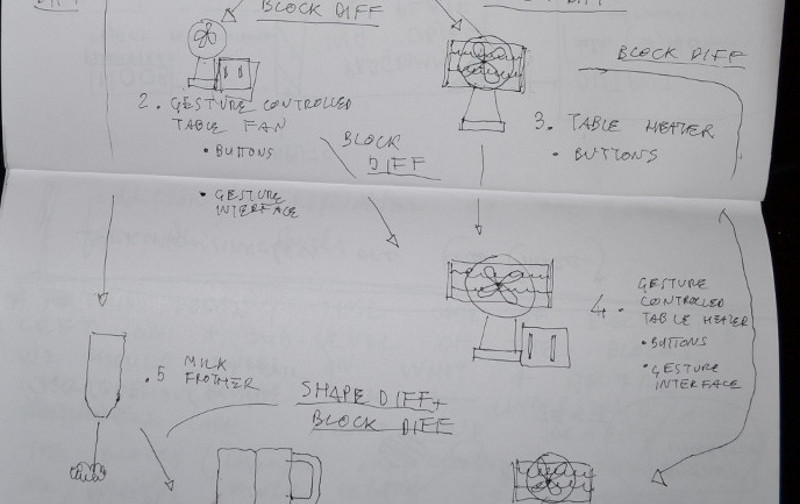 BLOCK DIFF
DIFF
BLOCK DIFF
2. GESTURE CONTROLLED
TABLE FAN
• BUTTONS
• GESTURE
INTERFACE
BLOCK
DIFF
3. TABLE HEATER
• BUTTONS
4. GESTURE
CONTROLLED
TABLE HEATER
• BUTTONS
• GESTURE
INTERFACE
.5 MILK
FROTHER
SHAPE DIFF+
BLOCK DIFF